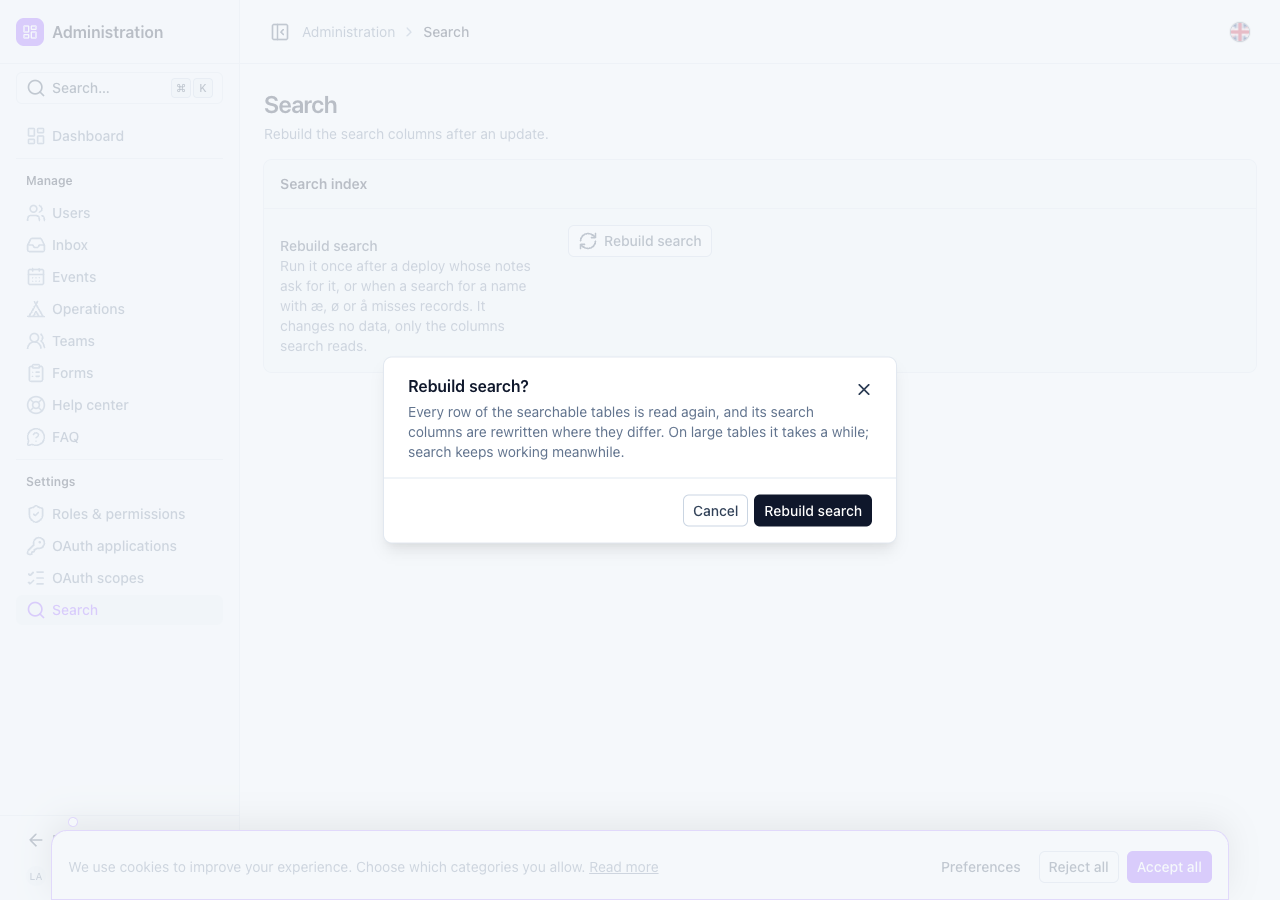 Administration
Administration
Search
Search...
⌘ K
Dashboard
Manage
Users
Inbox
Events
Operations
Teams
Forms
Help center
FAQ
Settings
Roles & permissions
OAuth applications
OAuth scopes
Search
LA
Search
Rebuild the search columns after an update.
Search index
Rebuild search
Run it once after a deploy whose notes
ask for it, or when a search for a name
with æ, ø or å misses records. It
changes no data, only the columns
search reads.
Rebuild search
Rebuild search?
Every row of the searchable tables is read again, and its search
columns are rewritten where they differ. On large tables it takes a while;
search keeps working meanwhile.
Cancel
Rebuild search
We use cookies to improve your experience. Choose which categories you allow. Read more
Preferences
Reject all
Accept all